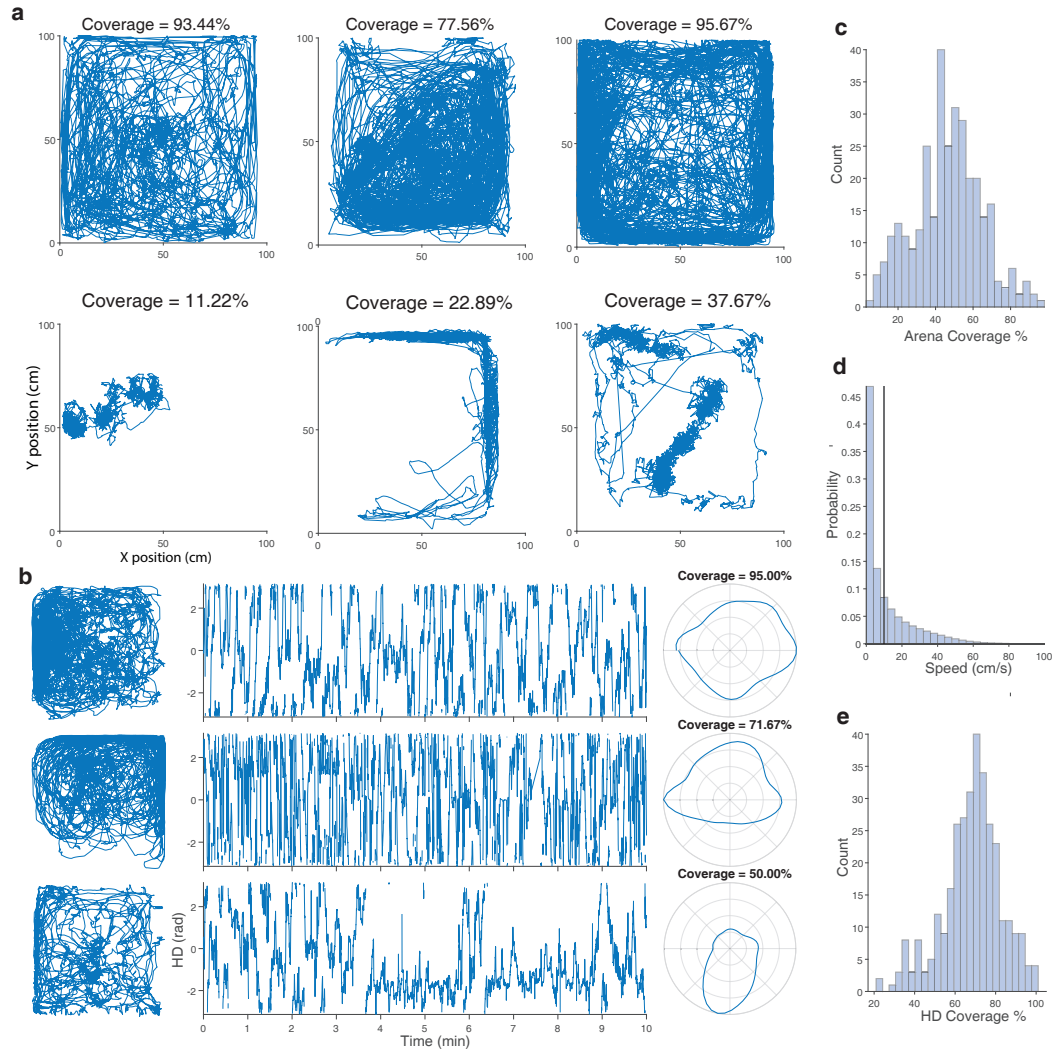 a
Coverage = 93.44%
Coverage = 77.56%
Coverage = 95.67%
100
50
0
0
50
100
100
50
0
0
50
100
100
50
0
0
50
100
Coverage = 11.22%
Coverage = 22.89%
Coverage = 37.67%
Y position (cm)
100
50
0
0
50
100
X position (cm)
0
100
50
0
0
50
100
100
50
0
0
50
100
b
Coverage = 95.00%
2
0
-2
Coverage = 71.67%
2
0
-2
Coverage = 50.00%
HD (rad)
2
0
-2
0 1 2 3 4 5 6 7 8 9 10
Time (min)
c
Count
40
35
30
25
20
15
10
5
0
20 40 60 80
Arena Coverage %
d
Probability
0.45
0.4
0.35
0.3
0.25
0.2
0.15
0.1
0.05
0
0 20 40 60 80 100
Speed (cm/s)
e
Count
40
35
30
25
20
15
10
5
0
20 40 60 80 100
HD Coverage %